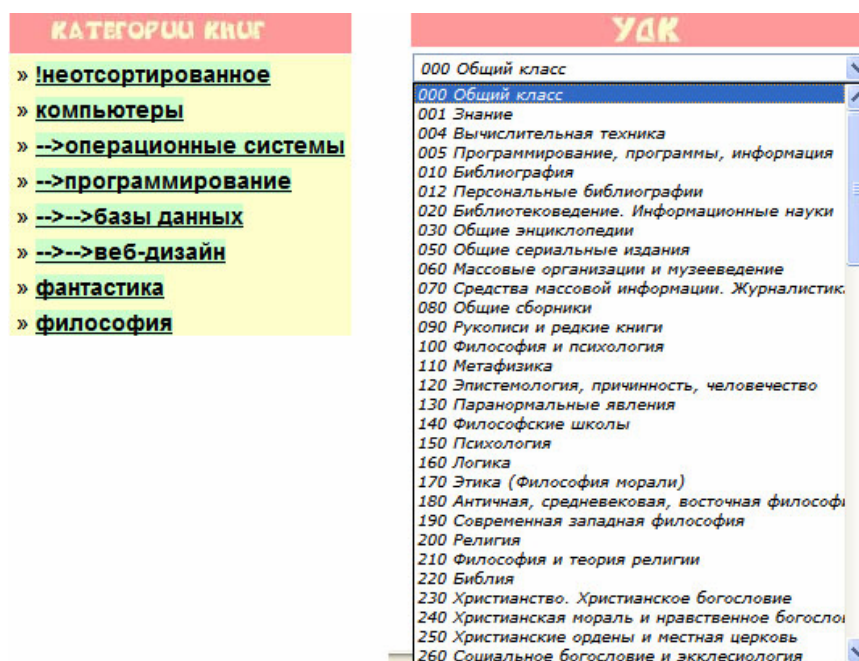 КАТЕГОРИИ КНИГ
» !неотсортированное
» компьютеры
» -->операционные системы
» -->программирование
» -->-->базы данных
» -->-->веб-дизайн
» фантастика
» философия
УДК
000 Общий класс
000 Общий класс
001 Знание
004 Вычислительная техника
005 Программирование, программы, информация
010 Библиография
012 Персональные библиографии
020 Библиотековедение. Информационные науки
030 Общие энциклопедии
050 Общие сериальные издания
060 Массовые организации и музееведение
070 Средства массовой информации. Журналистик
080 Общие сборники
090 Рукописи и редкие книги
100 Философия и психология
110 Метафизика
120 Эпистемология, причинность, человечество
130 Паранормальные явления
140 Философские школы
150 Психология
160 Логика
170 Этика (Философия морали)
180 Античная, средневековая, восточная философ
190 Современная западная философия
200 Религия
210 Философия и теория религии
220 Библия
230 Христианство. Христианское богословие
240 Христианская мораль и нравственное богосло
250 Христианские ордены и местная церковь
260 Социальное богословие и экклесиология